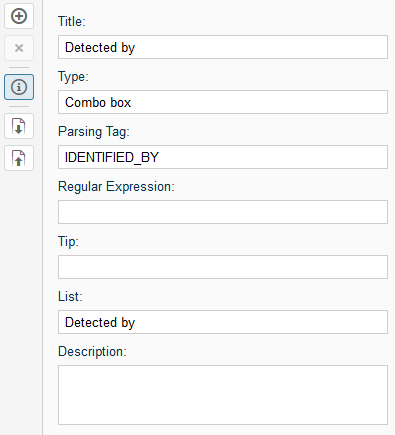 Title:
Detected by
Type:
Combo box
Parsing Tag:
IDENTIFIED_BY
Regular Expression:
Tip:
List:
Detected by
Description: